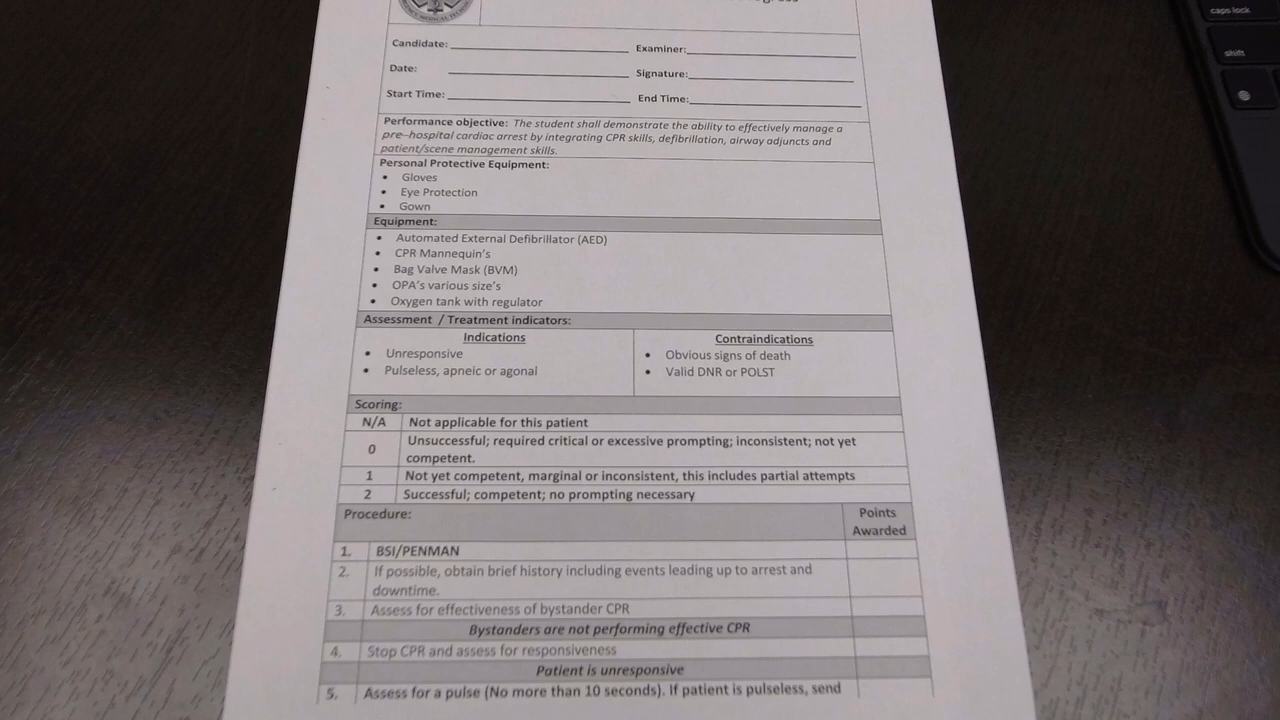 Candidate: Examiner:
Date: Signature:
Start Time: End Time:
Performance objective: The student shall demonstrate the ability to effectively manage a
pre–hospital cardiac arrest by integrating CPR skills, defibrillation, airway adjuncts and
patient/scene management skills.
Personal Protective Equipment:
• Gloves
• Eye Protection
• Gown
Equipment:
• Automated External Defibrillator (AED)
• CPR Mannequin's
• Bag Valve Mask (BVM)
• OPA's various size's
• Oxygen tank with regulator
Assessment / Treatment indicators:
Indications
• Unresponsive
• Pulseless, apneic or agonal
Contraindications
• Obvious signs of death
• Valid DNR or POLST
Scoring:
N/A Not applicable for this patient
0 Unsuccessful; required critical or excessive prompting; inconsistent; not yet
competent.
1 Not yet competent, marginal or inconsistent, this includes partial attempts
2 Successful; competent; no prompting necessary
Procedure: Points
Awarded
1. BSI/PENMAN
2. If possible, obtain brief history including events leading up to arrest and
downtime.
3. Assess for effectiveness of bystander CPR
Bystanders are not performing effective CPR
4. Stop CPR and assess for responsiveness
Patient is unresponsive
5. Assess for a pulse (No more than 10 seconds). If patient is pulseless, send
caps lock
shift